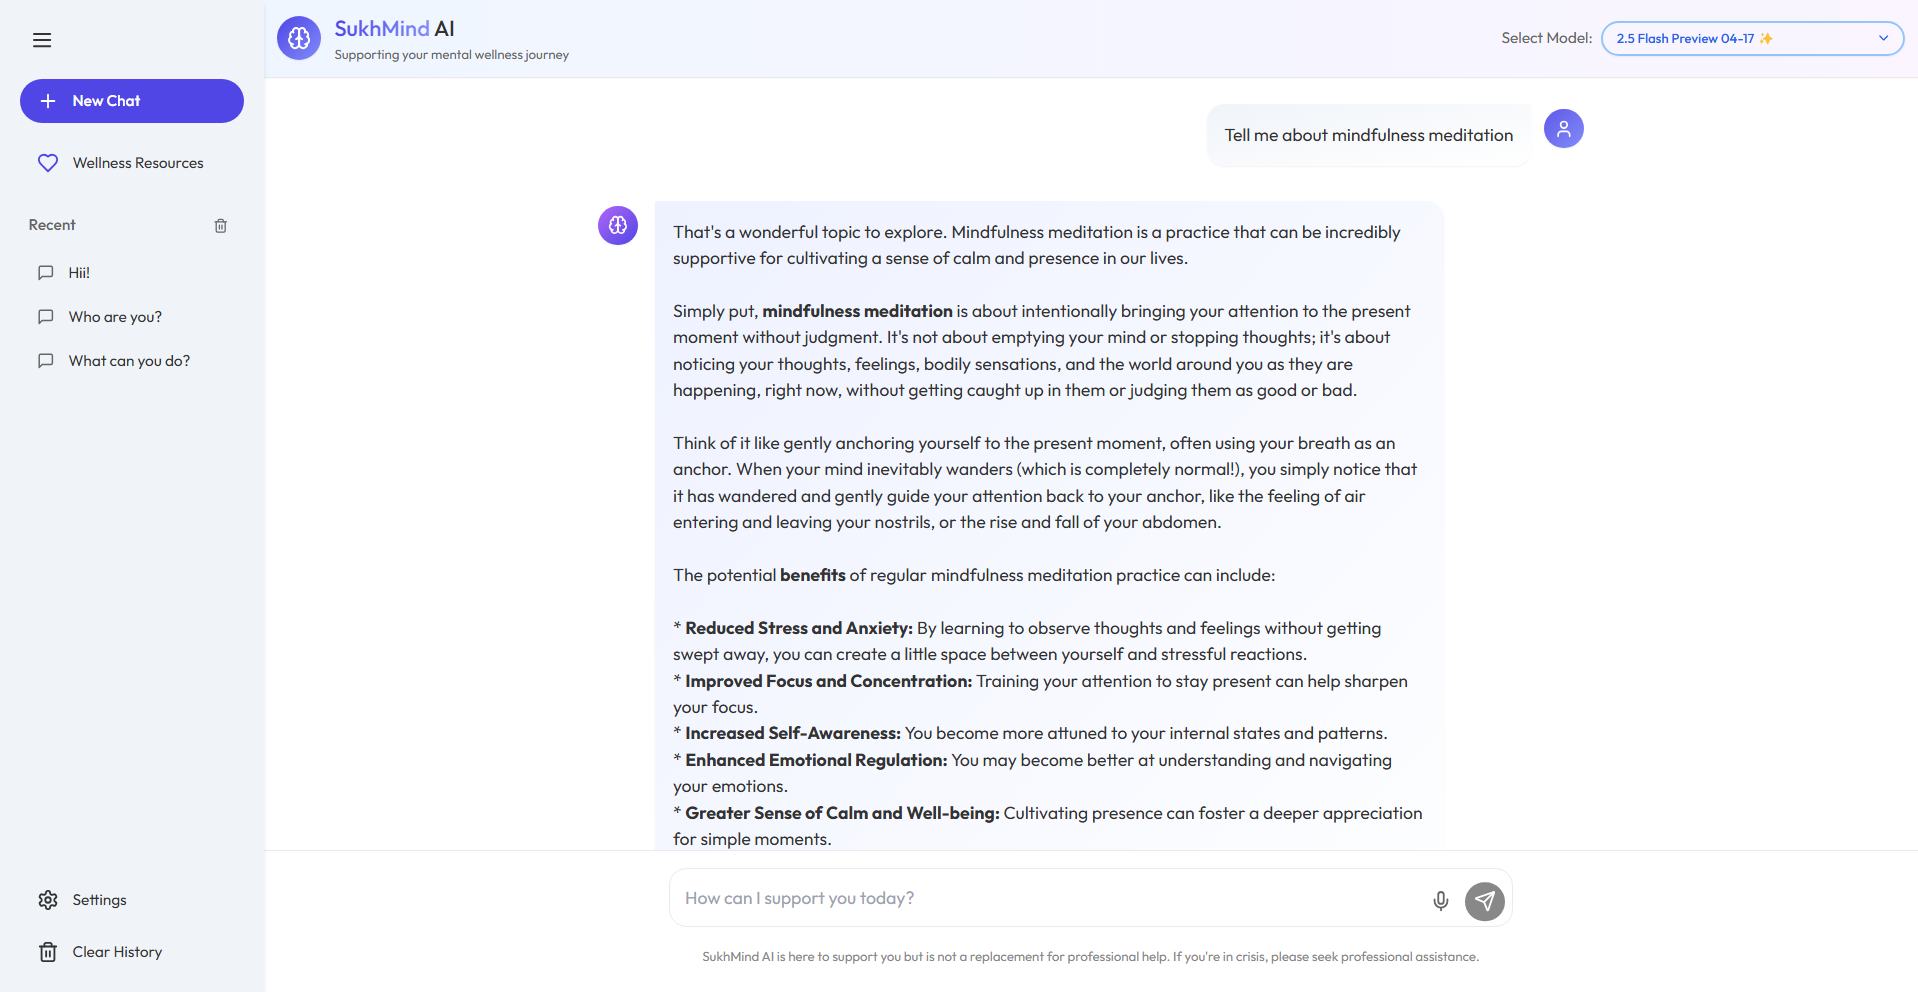 SukhMind AI
Supporting your mental wellness journey
Select Model:
2.5 Flash Preview 04-17 ✨
New Chat
Wellness Resources
Recent
Hii!
Who are you?
What can you do?
Settings
Clear History
Tell me about mindfulness meditation
That's a wonderful topic to explore. Mindfulness meditation is a practice that can be incredibly
supportive for cultivating a sense of calm and presence in our lives.
Simply put, mindfulness meditation is about intentionally bringing your attention to the present
moment without judgment. It's not about emptying your mind or stopping thoughts; it's about
noticing your thoughts, feelings, bodily sensations, and the world around you as they are
happening, right now, without getting caught up in them or judging them as good or bad.
Think of it like gently anchoring yourself to the present moment, often using your breath as an
anchor. When your mind inevitably wanders (which is completely normal!), you simply notice that
it has wandered and gently guide your attention back to your anchor, like the feeling of air
entering and leaving your nostrils, or the rise and fall of your abdomen.
The potential benefits of regular mindfulness meditation practice can include:
* Reduced Stress and Anxiety: By learning to observe thoughts and feelings without getting
swept away, you can create a little space between yourself and stressful reactions.
* Improved Focus and Concentration: Training your attention to stay present can help sharpen
your focus.
* Increased Self-Awareness: You become more attuned to your internal states and patterns.
* Enhanced Emotional Regulation: You may become better at understanding and navigating
your emotions.
* Greater Sense of Calm and Well-being: Cultivating presence can foster a deeper appreciation
for simple moments.
How can I support you today?
SukhMind AI is here to support you but is not a replacement for professional help. If you're in crisis, please seek professional assistance.